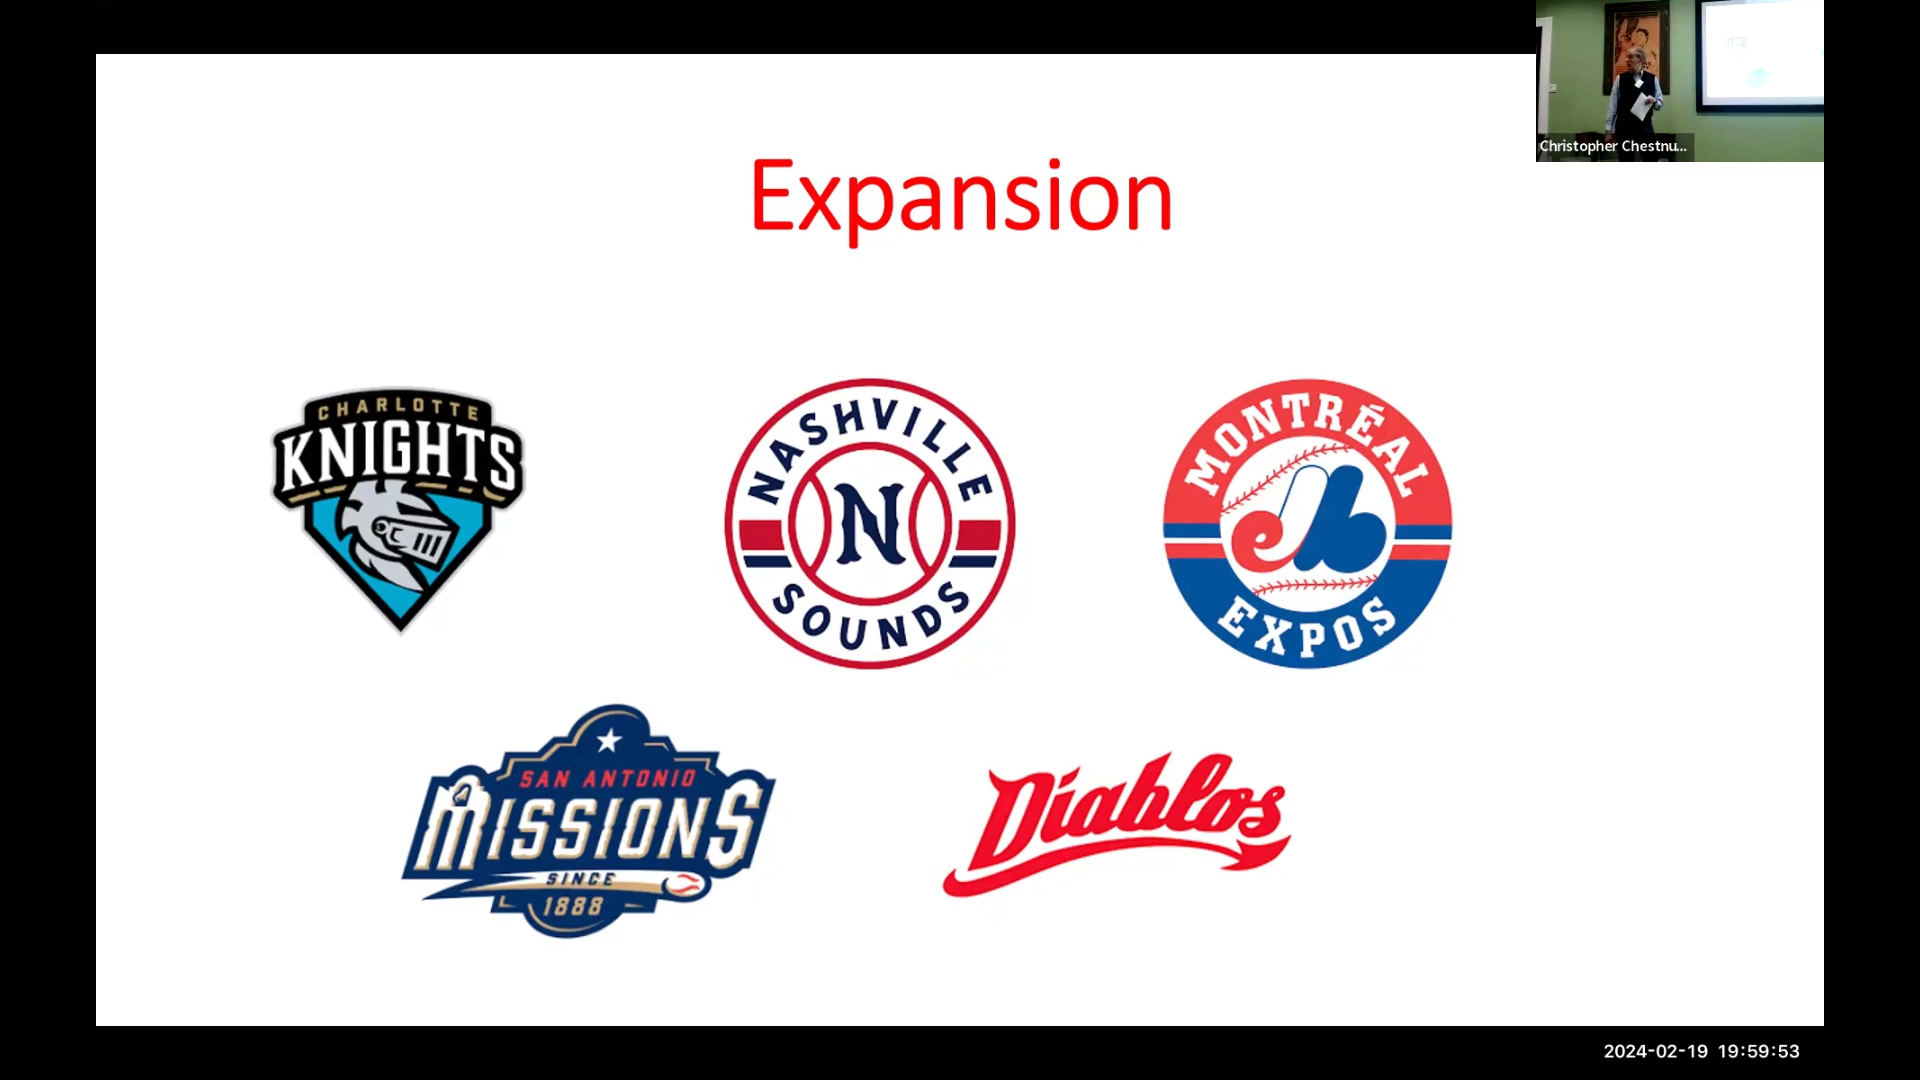 Christopher Chestnu...
Expansion
CHARLOTTE
KNIGHTS
NASHVILLE
N
SOUNDS
MONTRÉAL
EXPOS
SAN ANTONIO
MISSIONS
SINCE
1888
Diablos
2024-02-19 19:59:53